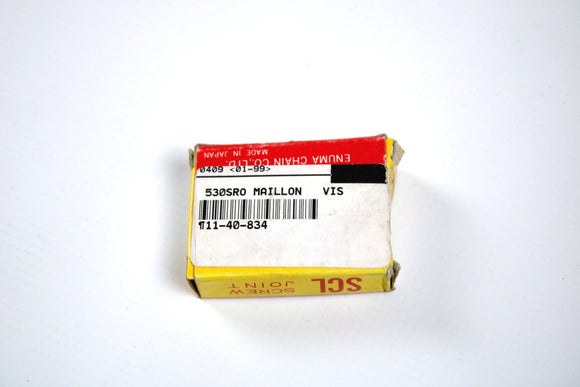 ENUMA CHAIN CO.,LTD.
MADE IN JAPAN
0409 <01-99>
530SRO MAILLON VIS
¶11-40-834
SCL
SCREW
JOINT